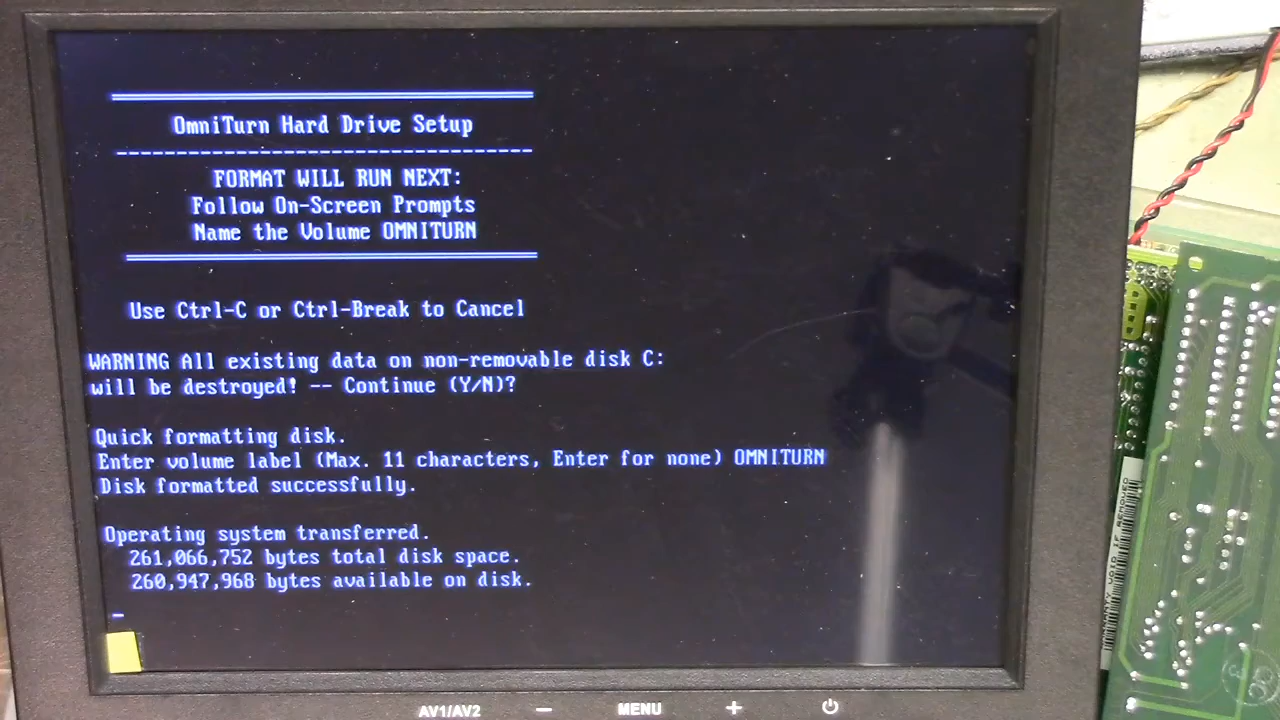 OmniTurn Hard Drive Setup
FORMAT WILL RUN NEXT:
Follow On-Screen Prompts
Name the Volume OMNITURN
Use Ctrl-C or Ctrl-Break to Cancel
WARNING All existing data on non-removable disk C:
will be destroyed! -- Continue (Y/N)?
Quick formatting disk.
Enter volume label (Max. 11 characters, Enter for none) OMNITURN
Disk formatted successfully.
Operating system transferred.
261,066,752 bytes total disk space.
260,947,968 bytes available on disk.
AV1/AV2 — MENU +
VOID IF REMOVED